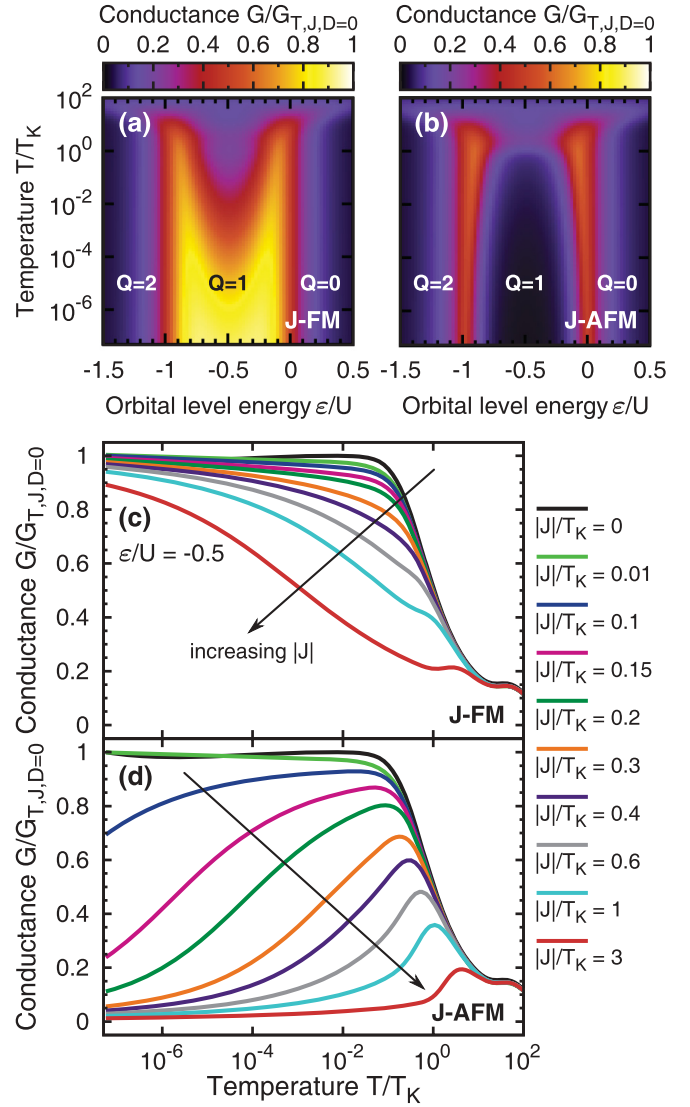 Conductance G/G_{T,J,D=0}
Conductance G/G_{T,J,D=0}
0 0.2 0.4 0.6 0.8 1
0 0.2 0.4 0.6 0.8 1
Temperature T/T_K
10^2
10^0
10^-2
10^-4
10^-6
(a)
Q=2
Q=1
Q=0
J-FM
(b)
Q=2
Q=1
Q=0
J-AFM
-1.5 -1 -0.5 0 0.5
-1.5 -1 -0.5 0 0.5
Orbital level energy ε/U
Orbital level energy ε/U
Conductance G/G_{T,J,D=0}
1
0.8
0.6
0.4
0.2
0
(c)
ε/U = -0.5
increasing |J|
J-FM
Conductance G/G_{T,J,D=0}
1
0.8
0.6
0.4
0.2
0
(d)
J-AFM
10^-6 10^-4 10^-2 10^0 10^2
Temperature T/T_K
|J|/T_K = 0
|J|/T_K = 0.01
|J|/T_K = 0.1
|J|/T_K = 0.15
|J|/T_K = 0.2
|J|/T_K = 0.3
|J|/T_K = 0.4
|J|/T_K = 0.6
|J|/T_K = 1
|J|/T_K = 3